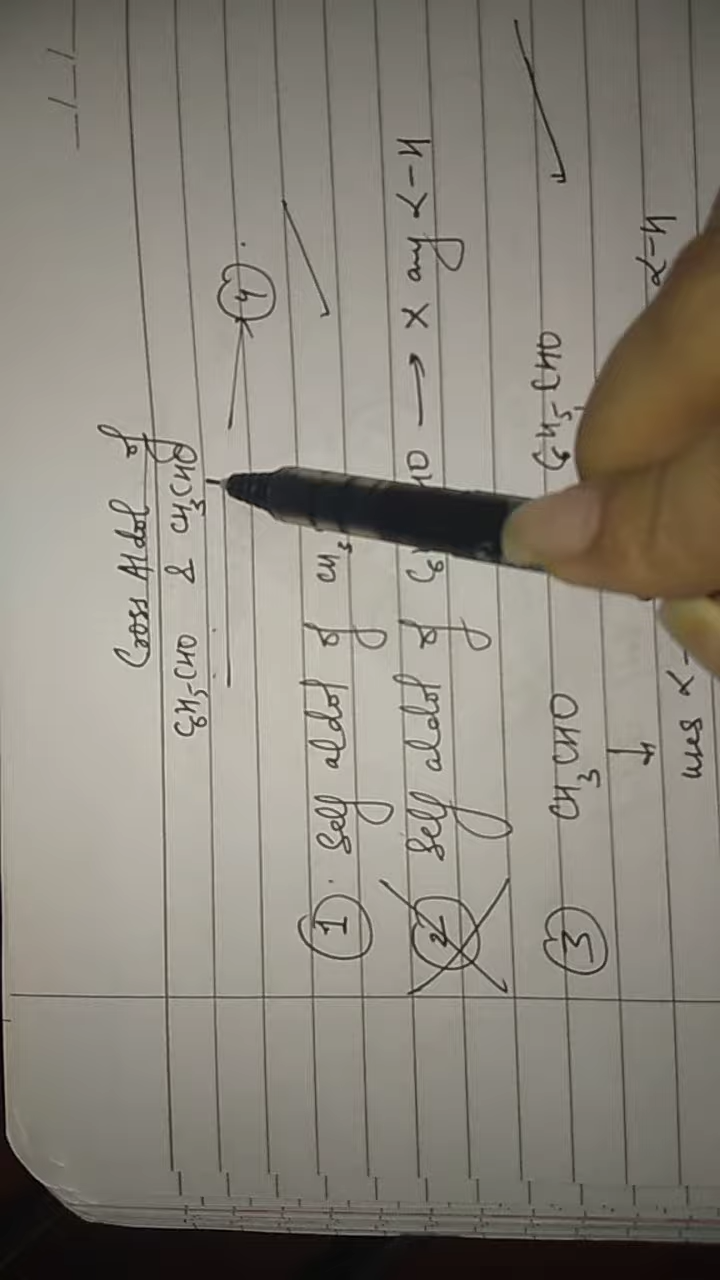 _/_/_
Cross Aldol of
C6H5-CHO & CH3CHO
→ (4).
(1). Self aldol of CH3
(2) Self aldol of C6H HO → X any α-H
(3) CH3CHO C6H5-CHO
↓
uses α- α-H